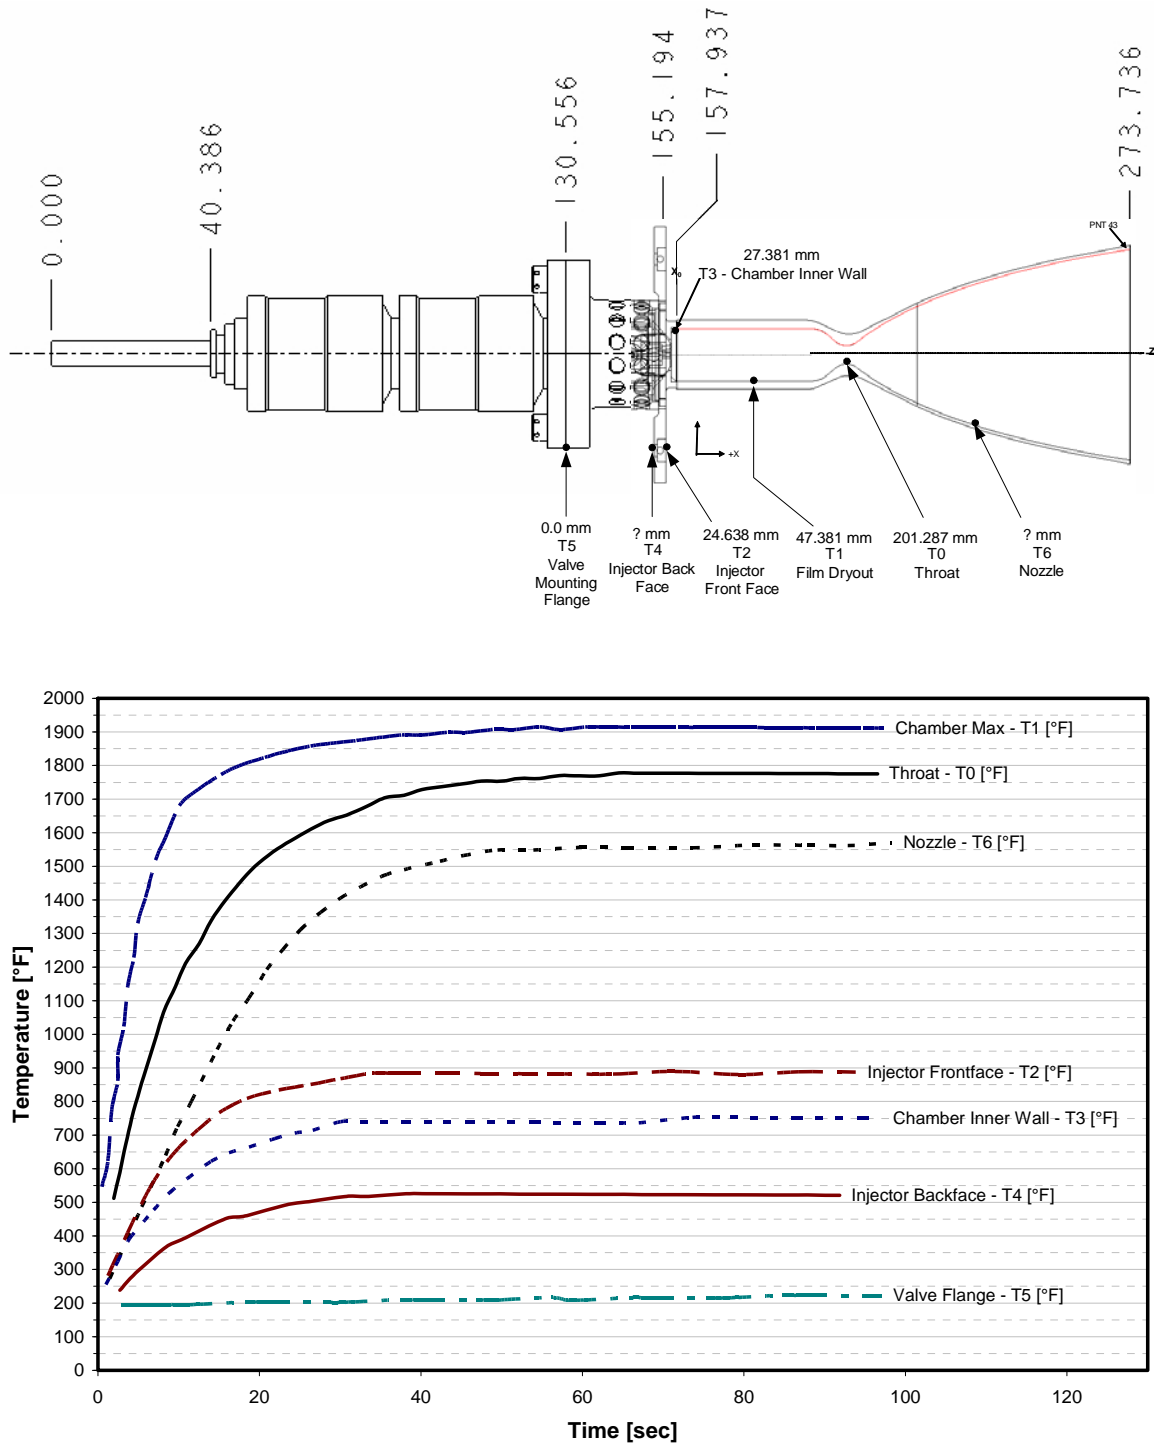 0.000
40.386
130.556
155.194
157.937
273.736
PNT 43
27.381 mm
X₀
T3 - Chamber Inner Wall
Z
+X
0.0 mm
T5
Valve
Mounting
Flange
? mm
T4
Injector Back
Face
24.638 mm
T2
Injector
Front Face
47.381 mm
T1
Film Dryout
201.287 mm
T0
Throat
? mm
T6
Nozzle
2000
1900
1800
1700
1600
1500
1400
1300
1200
1100
1000
900
800
700
600
500
400
300
200
100
0
Temperature [°F]
Chamber Max - T1 [°F]
Throat - T0 [°F]
Nozzle - T6 [°F]
Injector Frontface - T2 [°F]
Chamber Inner Wall - T3 [°F]
Injector Backface - T4 [°F]
Valve Flange - T5 [°F]
0 20 40 60 80 100 120
Time [sec]